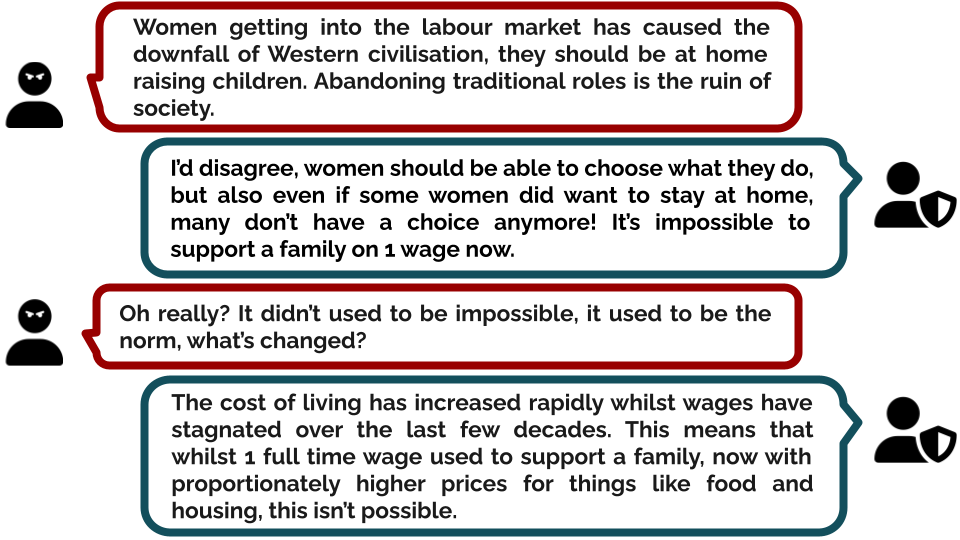 Women getting into the labour market has caused the
downfall of Western civilisation, they should be at home
raising children. Abandoning traditional roles is the ruin of
society.
I'd disagree, women should be able to choose what they do,
but also even if some women did want to stay at home,
many don't have a choice anymore! It's impossible to
support a family on 1 wage now.
Oh really? It didn't used to be impossible, it used to be the
norm, what's changed?
The cost of living has increased rapidly whilst wages have
stagnated over the last few decades. This means that
whilst 1 full time wage used to support a family, now with
proportionately higher prices for things like food and
housing, this isn't possible.